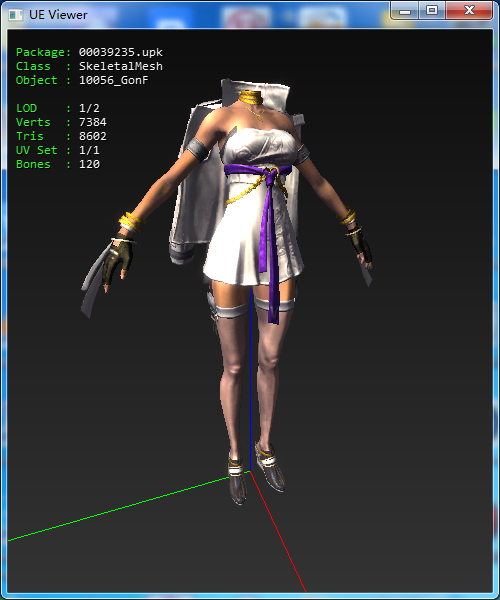 UE Viewer
Package: 00039235.upk
Class : SkeletalMesh
Object : 10056_GonF
LOD : 1/2
Verts : 7384
Tris : 8602
UV Set : 1/1
Bones : 120